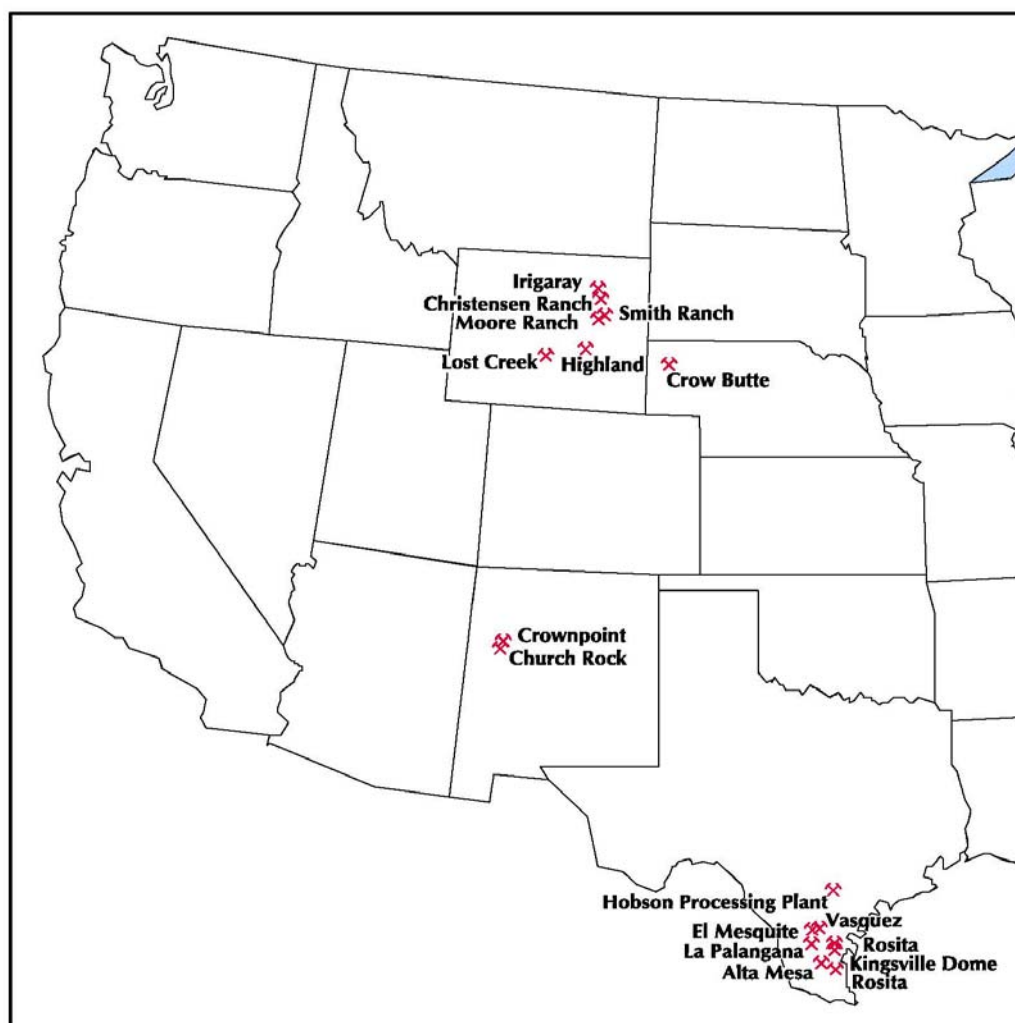 Irigaray
Christensen Ranch
Moore Ranch
Smith Ranch
Lost Creek
Highland
Crow Butte
Crownpoint
Church Rock
Hobson Processing Plant
Vasquez
El Mesquite
La Palangana
Rosita
Alta Mesa
Kingsville Dome
Rosita